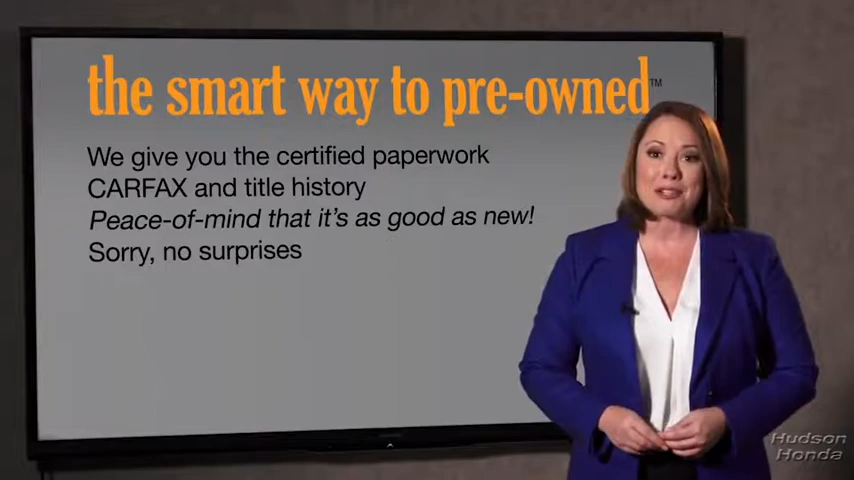 the smart way to pre-owned™
We give you the certified paperwork
CARFAX and title history
Peace-of-mind that it's as good as new!
Sorry, no surprises
Hudson
Honda